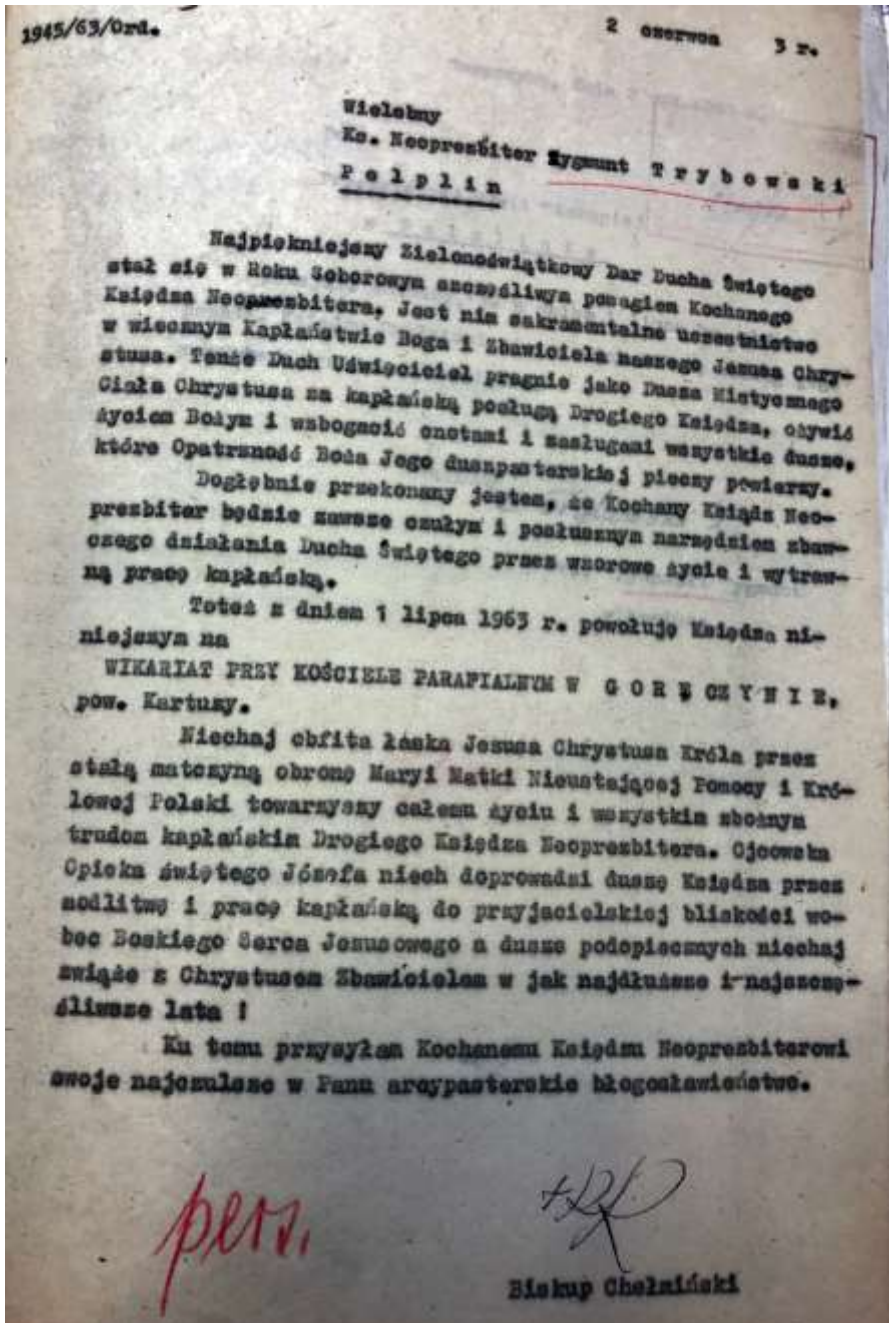 1945/63/Ord.
2 czerwca 3 r.
Wielebny
Ks. Neoprezbiter Zygmunt T r y b o w s k i
P e l p l i n
Najpiękniejszy Zielonoświątkowy Dar Ducha Świętego
stał się w Roku Soborowym szczęśliwym posagiem Kochanego
Księdza Neoprezbitera. Jest nim sakramentalne uczestnictwo
w wiecznym Kapłaństwie Boga i Zbawiciela naszego Jezusa Chry-
stusa. Tenże Duch Uświęciciel pragnie jako Dusza Mistycznego
Ciała Chrystusa za kapłańską posługą Drogiego Księdza, ożywić
życiem Bożym i wzbogacić cnotami i zasługami wszystkie dusze,
które Opatrzność Boża Jego duszpasterskiej pieczy powierzy.
Dogłębnie przekonany jestem, że Kochany Ksiądz Neo-
prezbiter będzie zawsze czułym i posłusznym narzędziem zbaw-
czego działania Ducha Świętego przez wzorowe życie i wytraw-
ną pracę kapłańską.
Toteż z dniem 1 lipca 1963 r. powołuję Księdza ni-
niejszym na
WIKARIAT PRZY KOŚCIELE PARAFIALNYM W G O R Ę CZ Y N I E,
pow. Kartuzy.
Niechaj obfita łaska Jezusa Chrystusa Króla przez
stałą matczyną obronę Maryi Matki Nieustającej Pomocy i Kró-
lowej Polski towarzyszy całemu życiu i wszystkim zbożnym
trudom kapłańskim Drogiego Księdza Neoprezbitera. Ojcowska
Opieka świętego Józefa niech doprowadzi duszę Księdza przez
modlitwę i pracę kapłańską do przyjacielskiej bliskości wo-
bec Boskiego Serca Jezusowego a dusze podopiecznych niechaj
zwiąże z Chrystusem Zbawicielem w jak najdłuższe i najszczę-
śliwsze lata !
Ku temu przysyłam Kochanemu Księdzu Neoprezbiterowi
swoje najczulsze w Panu arcypasterskie błogosławieństwo.
pers.
Biskup Chełmiński